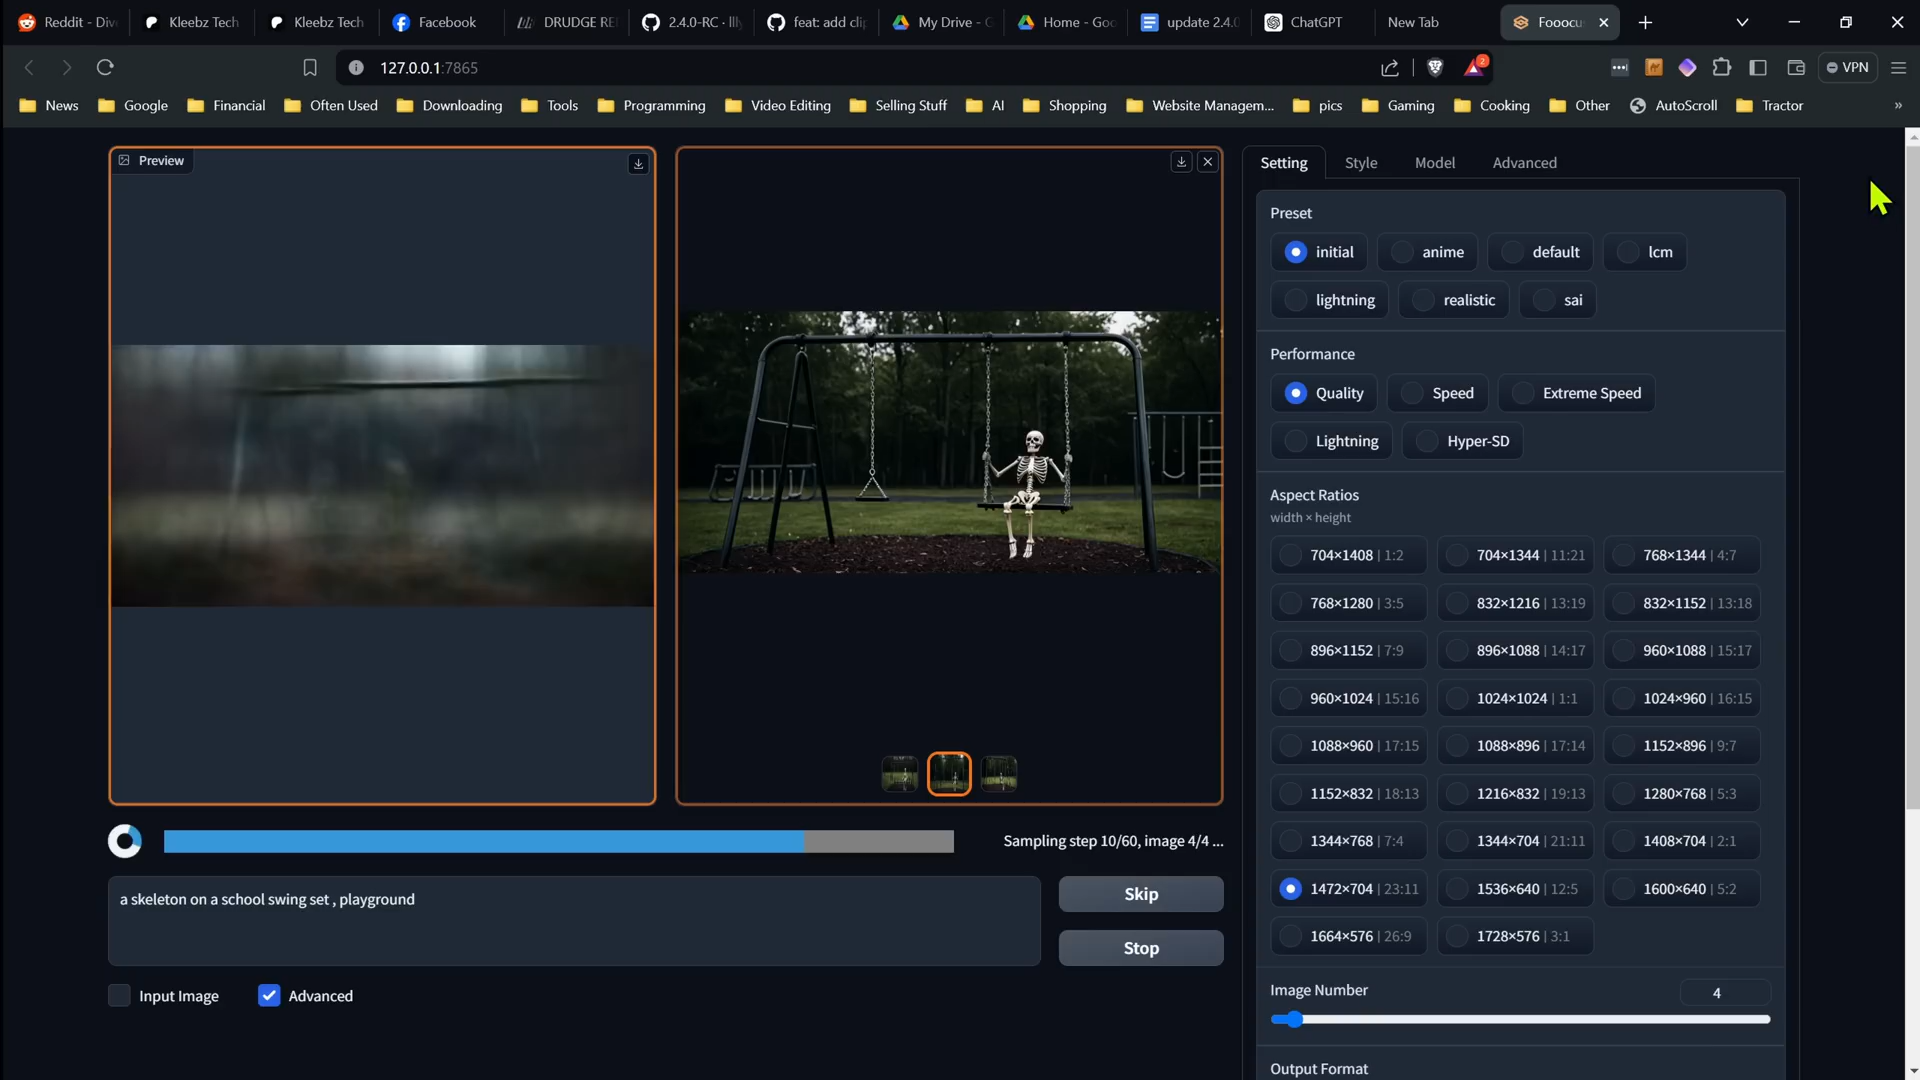 Reddit - Div
Kleebz Tech
Kleebz Tech
Facebook
DRUDGE RE
2.4.0-RC · lly
feat: add clip
My Drive - G
Home - Goo
update 2.4.0
ChatGPT
New Tab
Fooocus
127.0.0.1:7865
2
VPN
News
Google
Financial
Often Used
Downloading
Tools
Programming
Video Editing
Selling Stuff
AI
Shopping
Website Managem...
pics
Gaming
Cooking
Other
AutoScroll
Tractor
»
Preview
Setting
Style
Model
Advanced
Preset
initial
anime
default
lcm
lightning
realistic
sai
Performance
Quality
Speed
Extreme Speed
Lightning
Hyper-SD
Aspect Ratios
width × height
704×1408 | 1:2
704×1344 | 11:21
768×1344 | 4:7
768×1280 | 3:5
832×1216 | 13:19
832×1152 | 13:18
896×1152 | 7:9
896×1088 | 14:17
960×1088 | 15:17
960×1024 | 15:16
1024×1024 | 1:1
1024×960 | 16:15
1088×960 | 17:15
1088×896 | 17:14
1152×896 | 9:7
1152×832 | 18:13
1216×832 | 19:13
1280×768 | 5:3
1344×768 | 7:4
1344×704 | 21:11
1408×704 | 2:1
1472×704 | 23:11
1536×640 | 12:5
1600×640 | 5:2
1664×576 | 26:9
1728×576 | 3:1
Image Number
4
Output Format
Sampling step 10/60, image 4/4 ...
a skeleton on a school swing set , playground
Skip
Stop
Input Image
Advanced